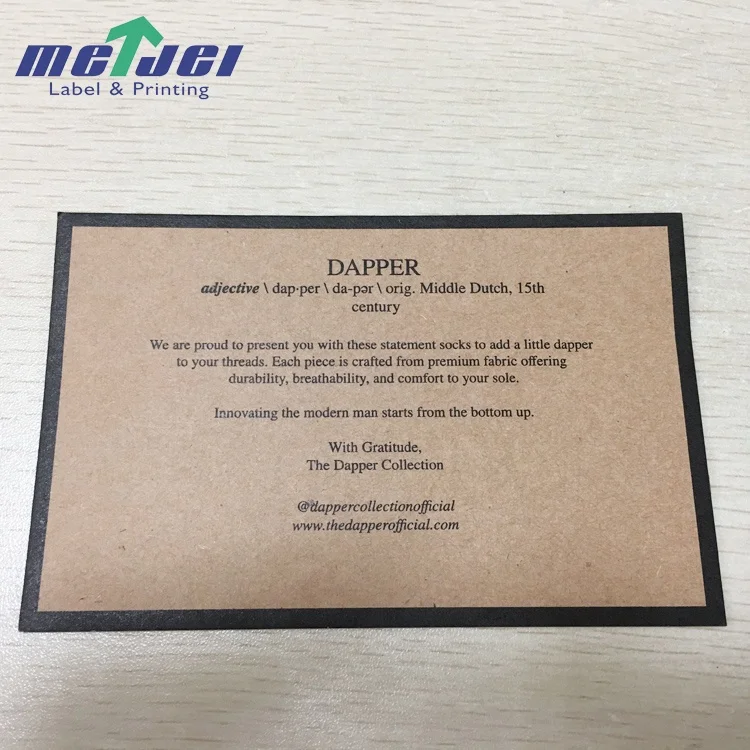 meijei
Label & Printing
DAPPER
adjective \ dap·per \ da-pər \ orig. Middle Dutch, 15th
century
We are proud to present you with these statement socks to add a little dapper
to your threads. Each piece is crafted from premium fabric offering
durability, breathability, and comfort to your sole.
Innovating the modern man starts from the bottom up.
With Gratitude,
The Dapper Collection
@dappercollectionofficial
www.thedapperofficial.com